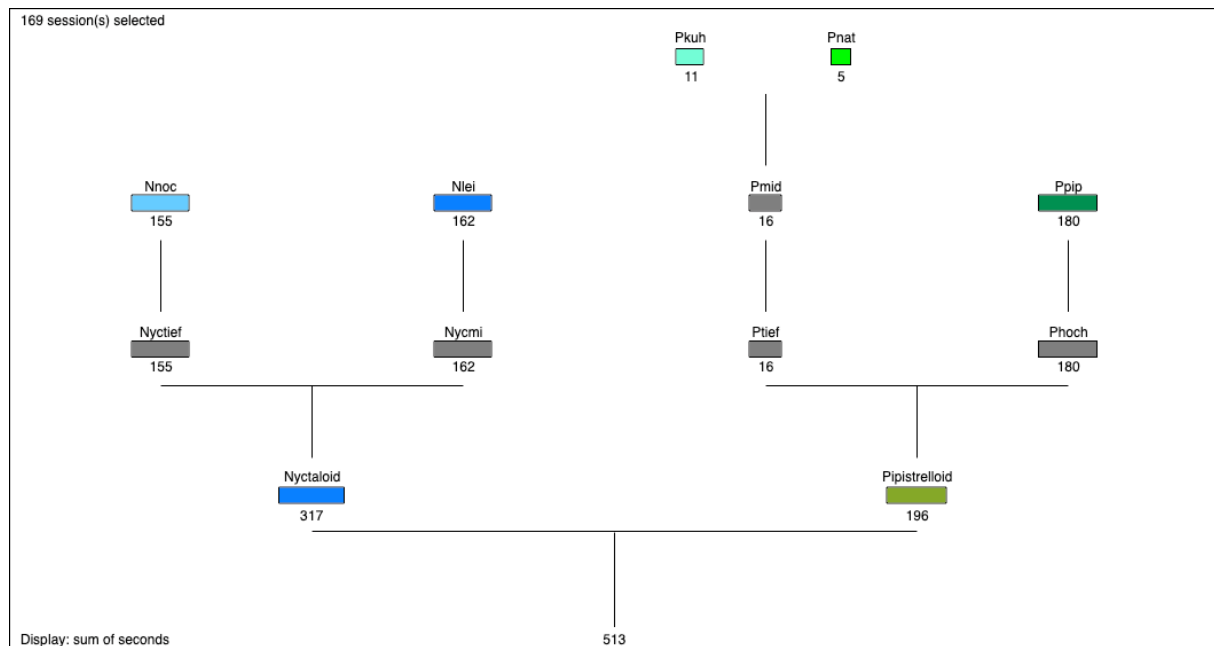 169 session(s) selected
Pkuh Pnat
11 5
Nnoc Nlei Pmid Ppip
155 162 16 180
Nyctief Nycmi Ptief Phoch
155 162 16 180
Nyctaloid Pipistrelloid
317 196
Display: sum of seconds 513